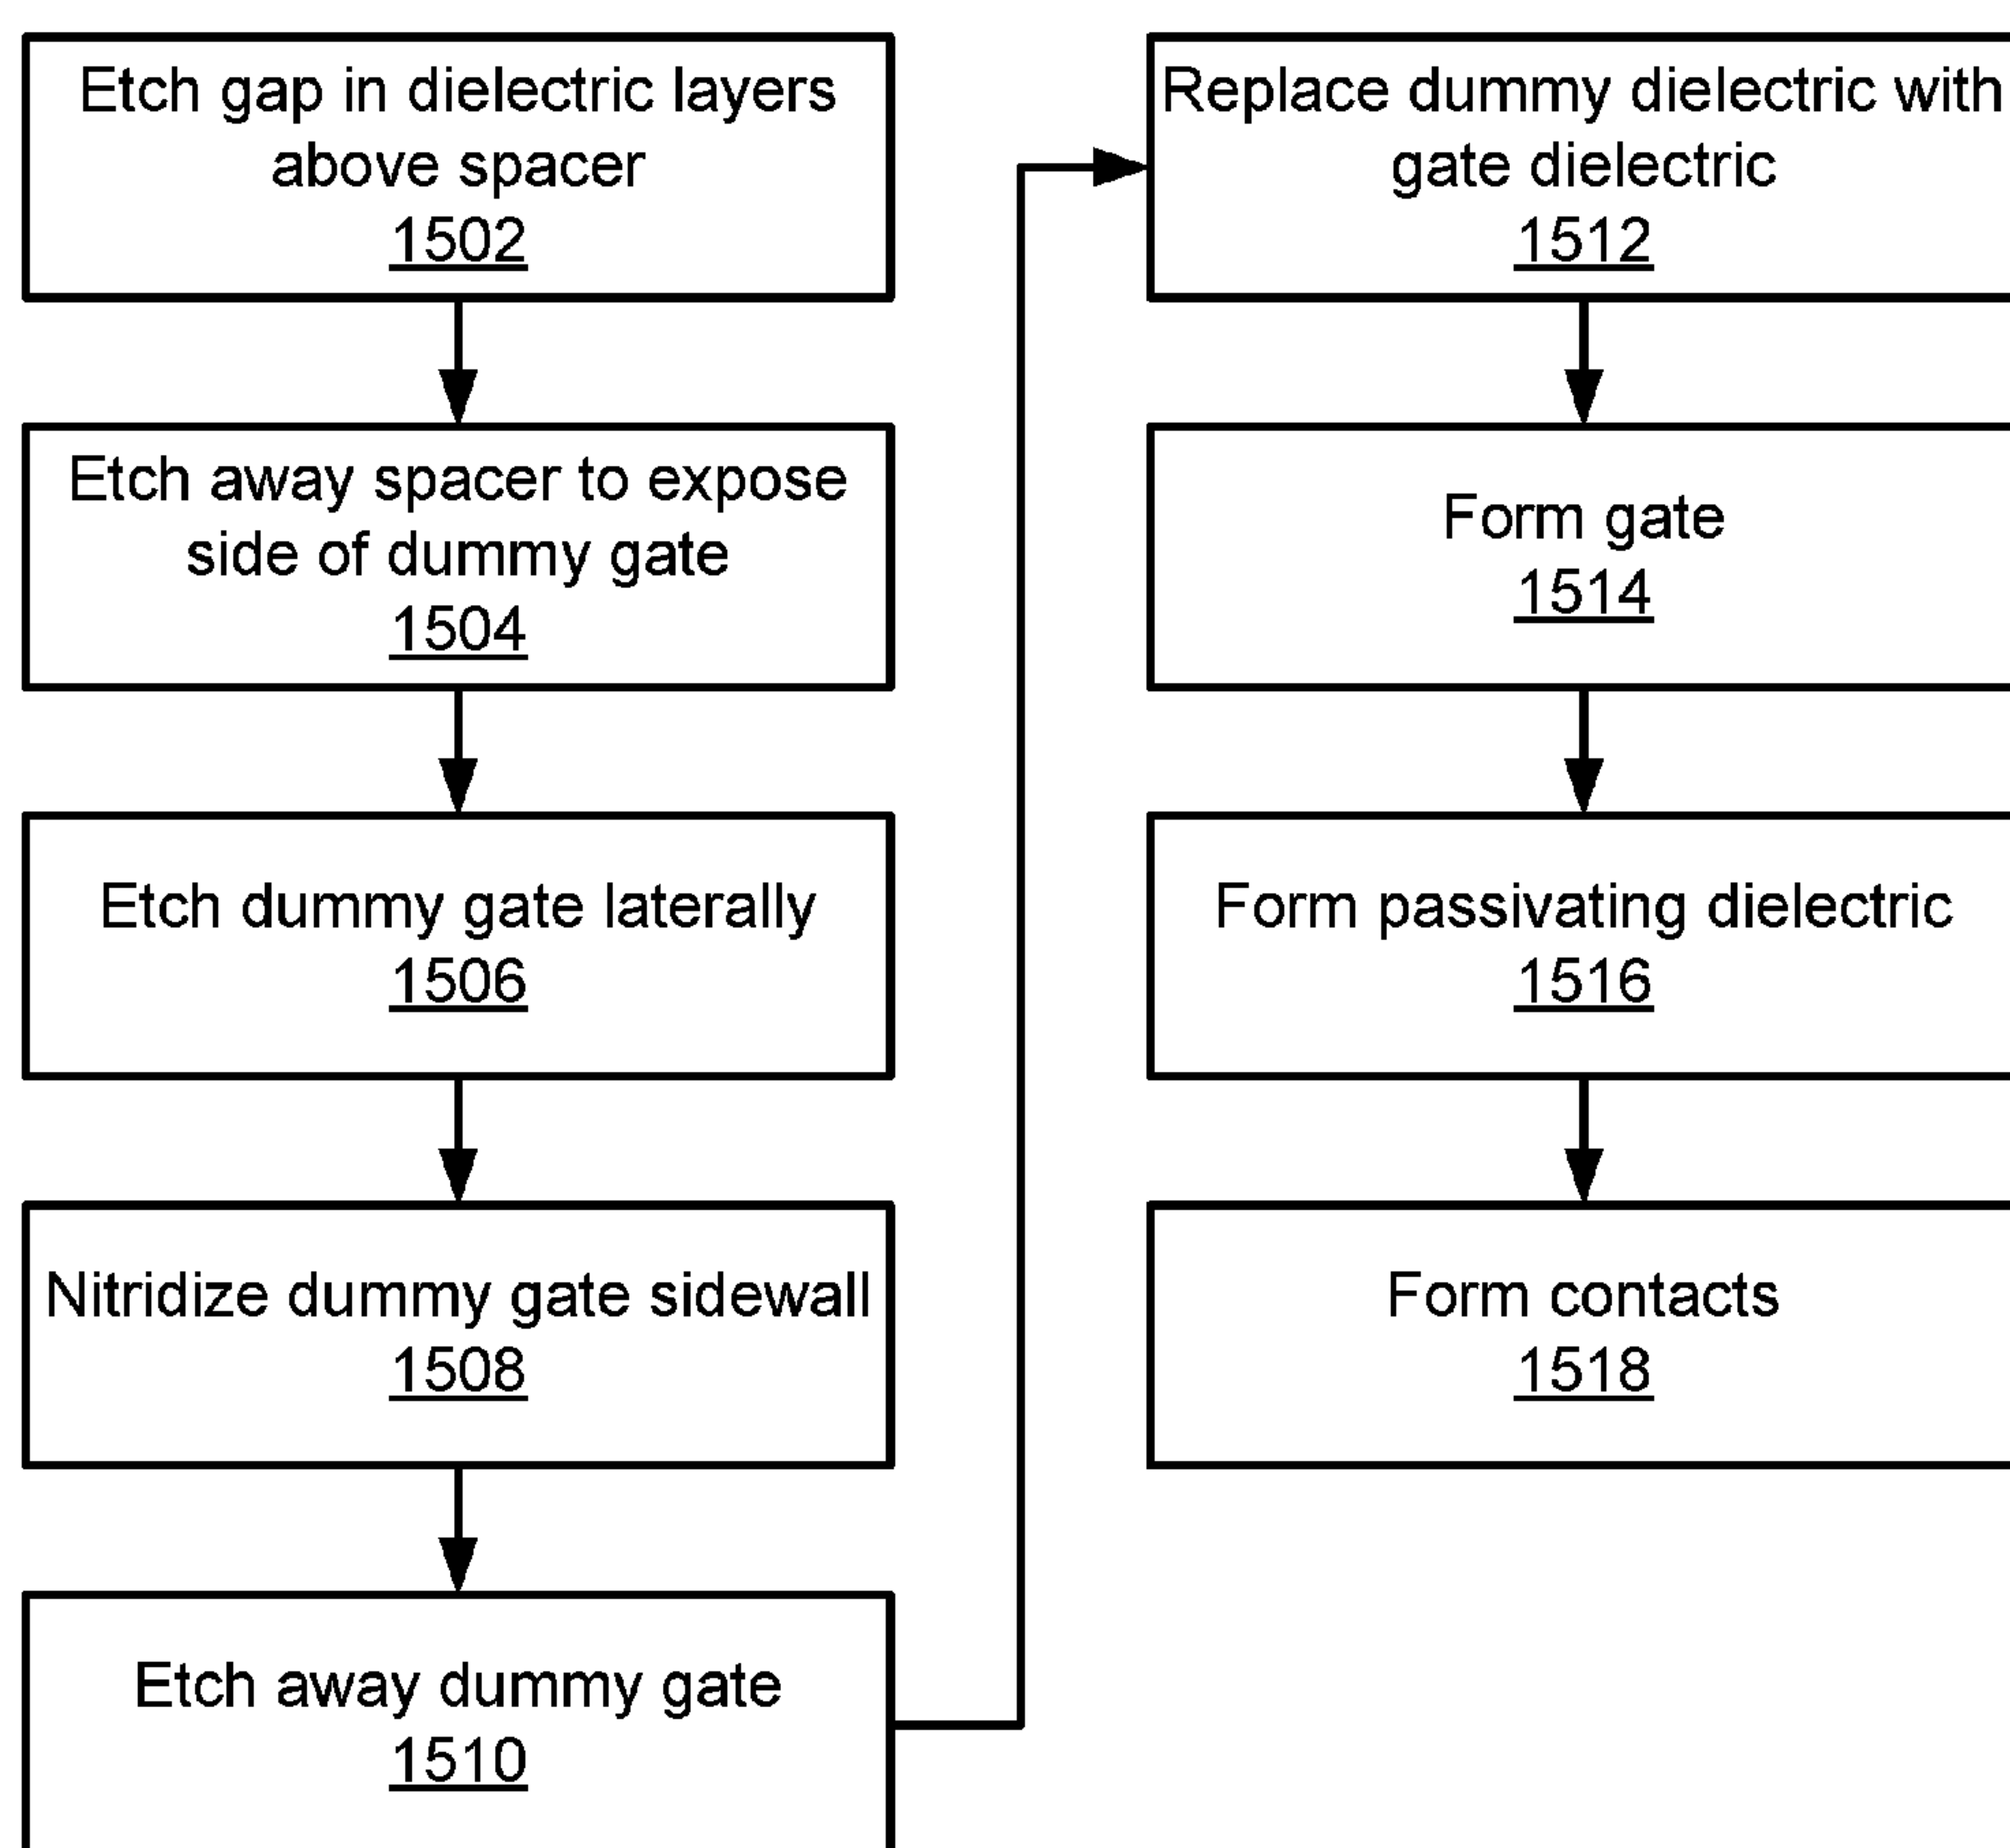 Etch gap in dielectric layers
above spacer
1502
Etch away spacer to expose
side of dummy gate
1504
Etch dummy gate laterally
1506
Nitridize dummy gate sidewall
1508
Etch away dummy gate
1510
Replace dummy dielectric with
gate dielectric
1512
Form gate
1514
Form passivating dielectric
1516
Form contacts
1518